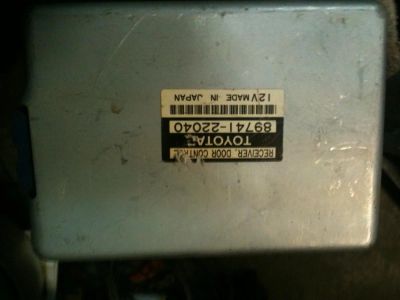 RECEIVER, DOOR CONTROL
TOYOTA
89741-22040
12V MADE IN JAPAN